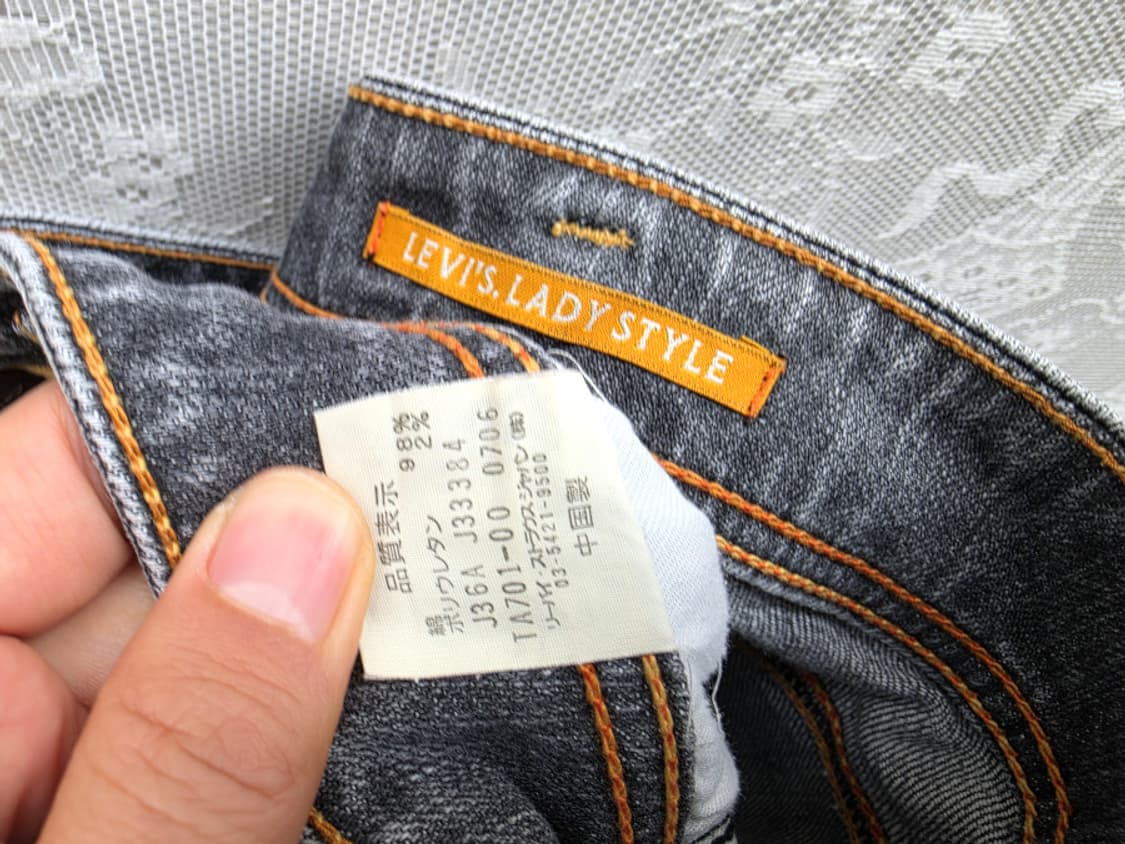 LEVI'S. LADY STYLE
品質表示
綿 98%
ポリウレタン 2%
J36A J33384
TA701-00 0706
リーバイ・ストラウスジャパン(株)
03-5421-9500
中国製